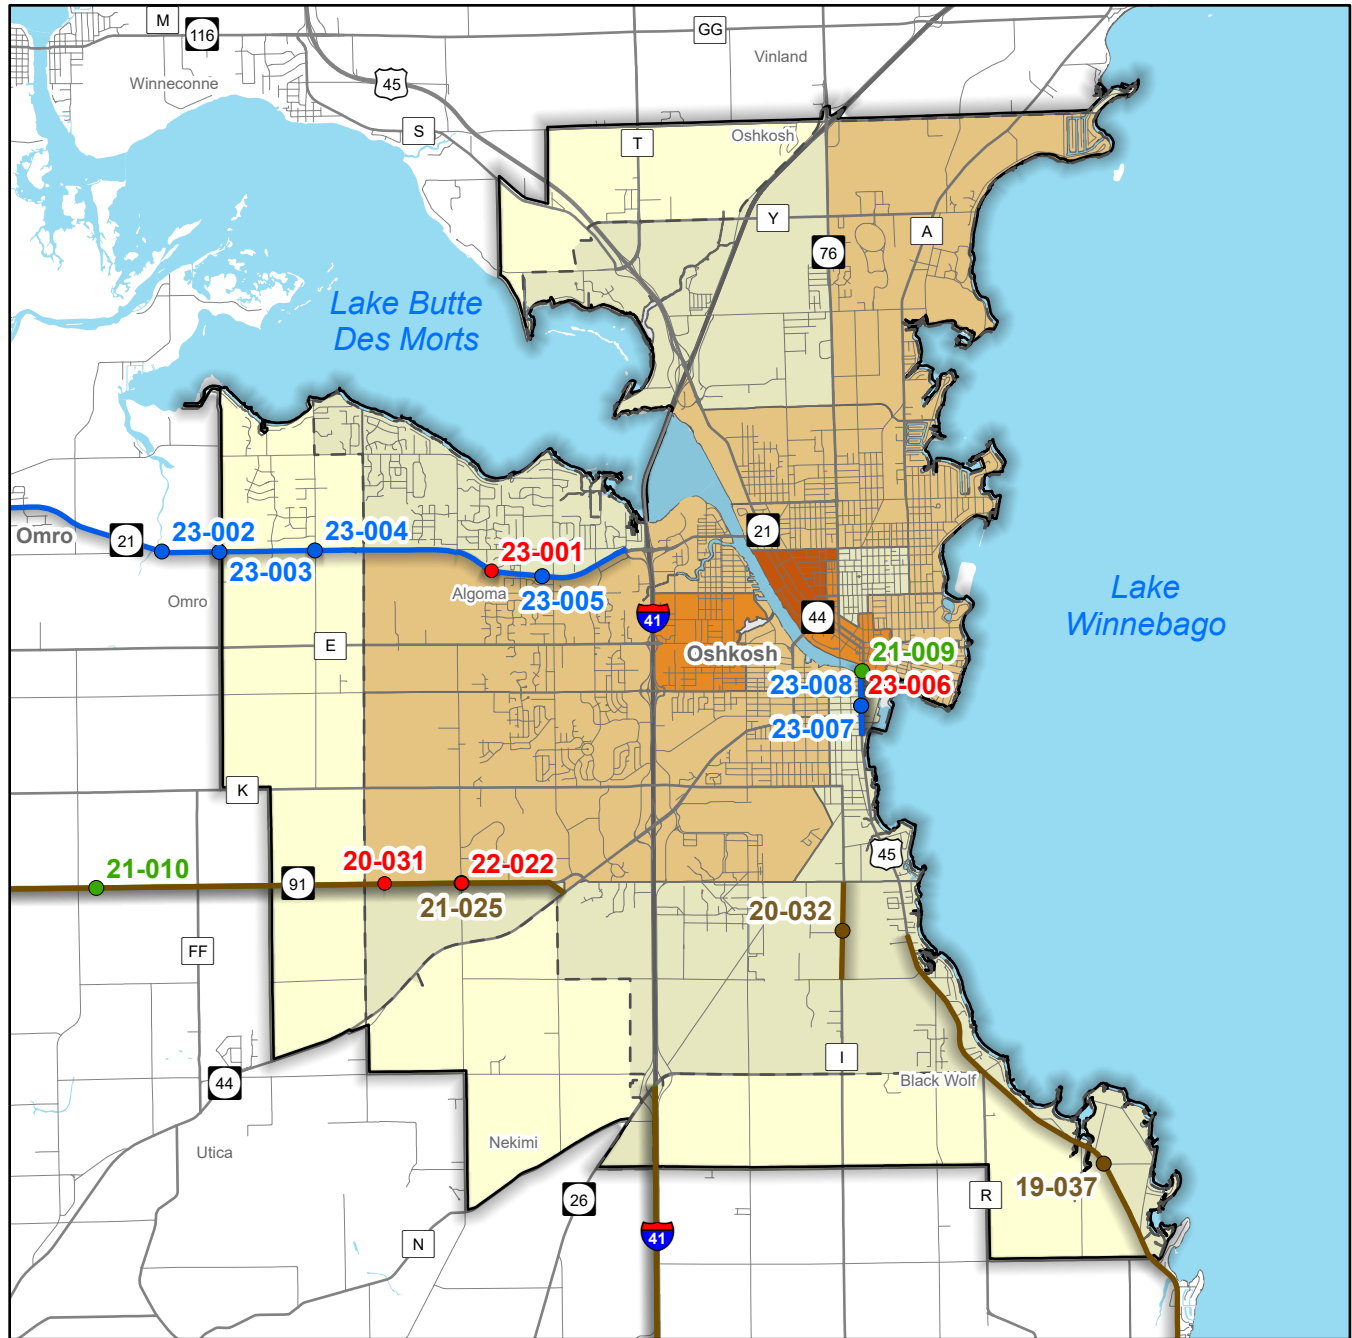 M
116
GG
Vinland
Winneconne
45
S
T
Oshkosh
Y
A
76
Lake Butte
Des Morts
21
Omro
23-002
23-004
23-003
23-001
21
Omro
Algoma
23-005
41
44
Lake
Winnebago
E
Oshkosh
21-009
23-008
23-006
23-007
K
45
21-010
91
20-031
22-022
21-025
20-032
FF
I
44
Black Wolf
Utica
Nekimi
19-037
26
R
N
41